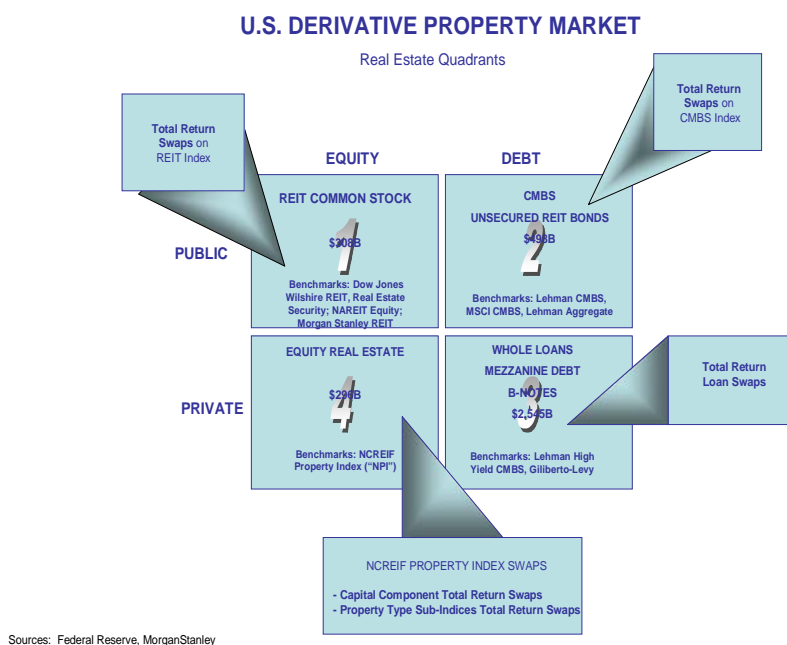 U.S. DERIVATIVE PROPERTY MARKET
Real Estate Quadrants
Total Return
Swaps on
REIT Index
Total Return
Swaps on
CMBS Index
EQUITY
DEBT
PUBLIC
REIT COMMON STOCK
1
$308B
Benchmarks: Dow Jones
Wilshire REIT, Real Estate
Security; NAREIT Equity;
Morgan Stanley REIT
CMBS
UNSECURED REIT BONDS
2
$498B
Benchmarks: Lehman CMBS,
MSCI CMBS, Lehman Aggregate
PRIVATE
EQUITY REAL ESTATE
4
Benchmarks: NCREIF
Property Index (“NPI”)
WHOLE LOANS
MEZZANINE DEBT
B-NOTES
3
$2,545B
Benchmarks: Lehman High
Yield CMBS, Giliberto-Levy
Total Return
Loan Swaps
NCREIF PROPERTY INDEX SWAPS
- Capital Component Total Return Swaps
- Property Type Sub-Indices Total Return Swaps
Sources: Federal Reserve, MorganStanley